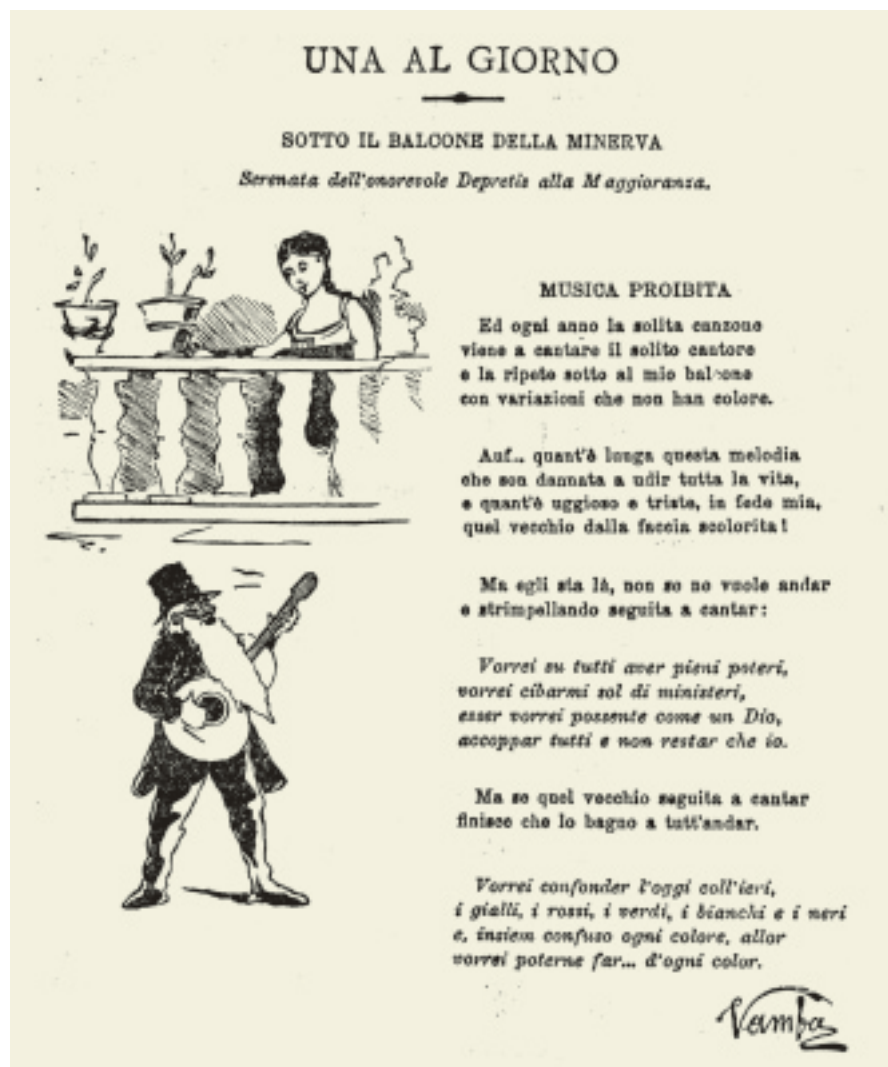 UNA AL GIORNO
SOTTO IL BALCONE DELLA MINERVA
Serenata dell'onorevole Depretis alla Maggioranza.
MUSICA PROIBITA
Ed ogni anno la solita canzone
viene a cantare il solito cantore
e la ripete sotto al mio balcone
con variazioni che non han colore.
Auf... quant'è lunga questa melodia
che son dannata a udir tutta la vita,
e quant'è uggioso e triste, in fede mia,
quel vecchio dalla faccia scolorita!
Ma egli sta là, non se ne vuole andar
e strimpellando seguita a cantar:
Vorrei su tutti aver pieni poteri,
vorrei cibarmi sol di ministeri,
esser vorrei possente come un Dio,
accoppar tutti e non restar che io.
Ma se quel vecchio seguita a cantar
finisce che lo bagno a tutt'andar.
Vorrei confonder l'oggi coll'ieri,
i gialli, i rossi, i verdi, i bianchi e i neri
e, insiem confuso ogni colore, allor
vorrei poterne far... d'ogni color.
Vamba